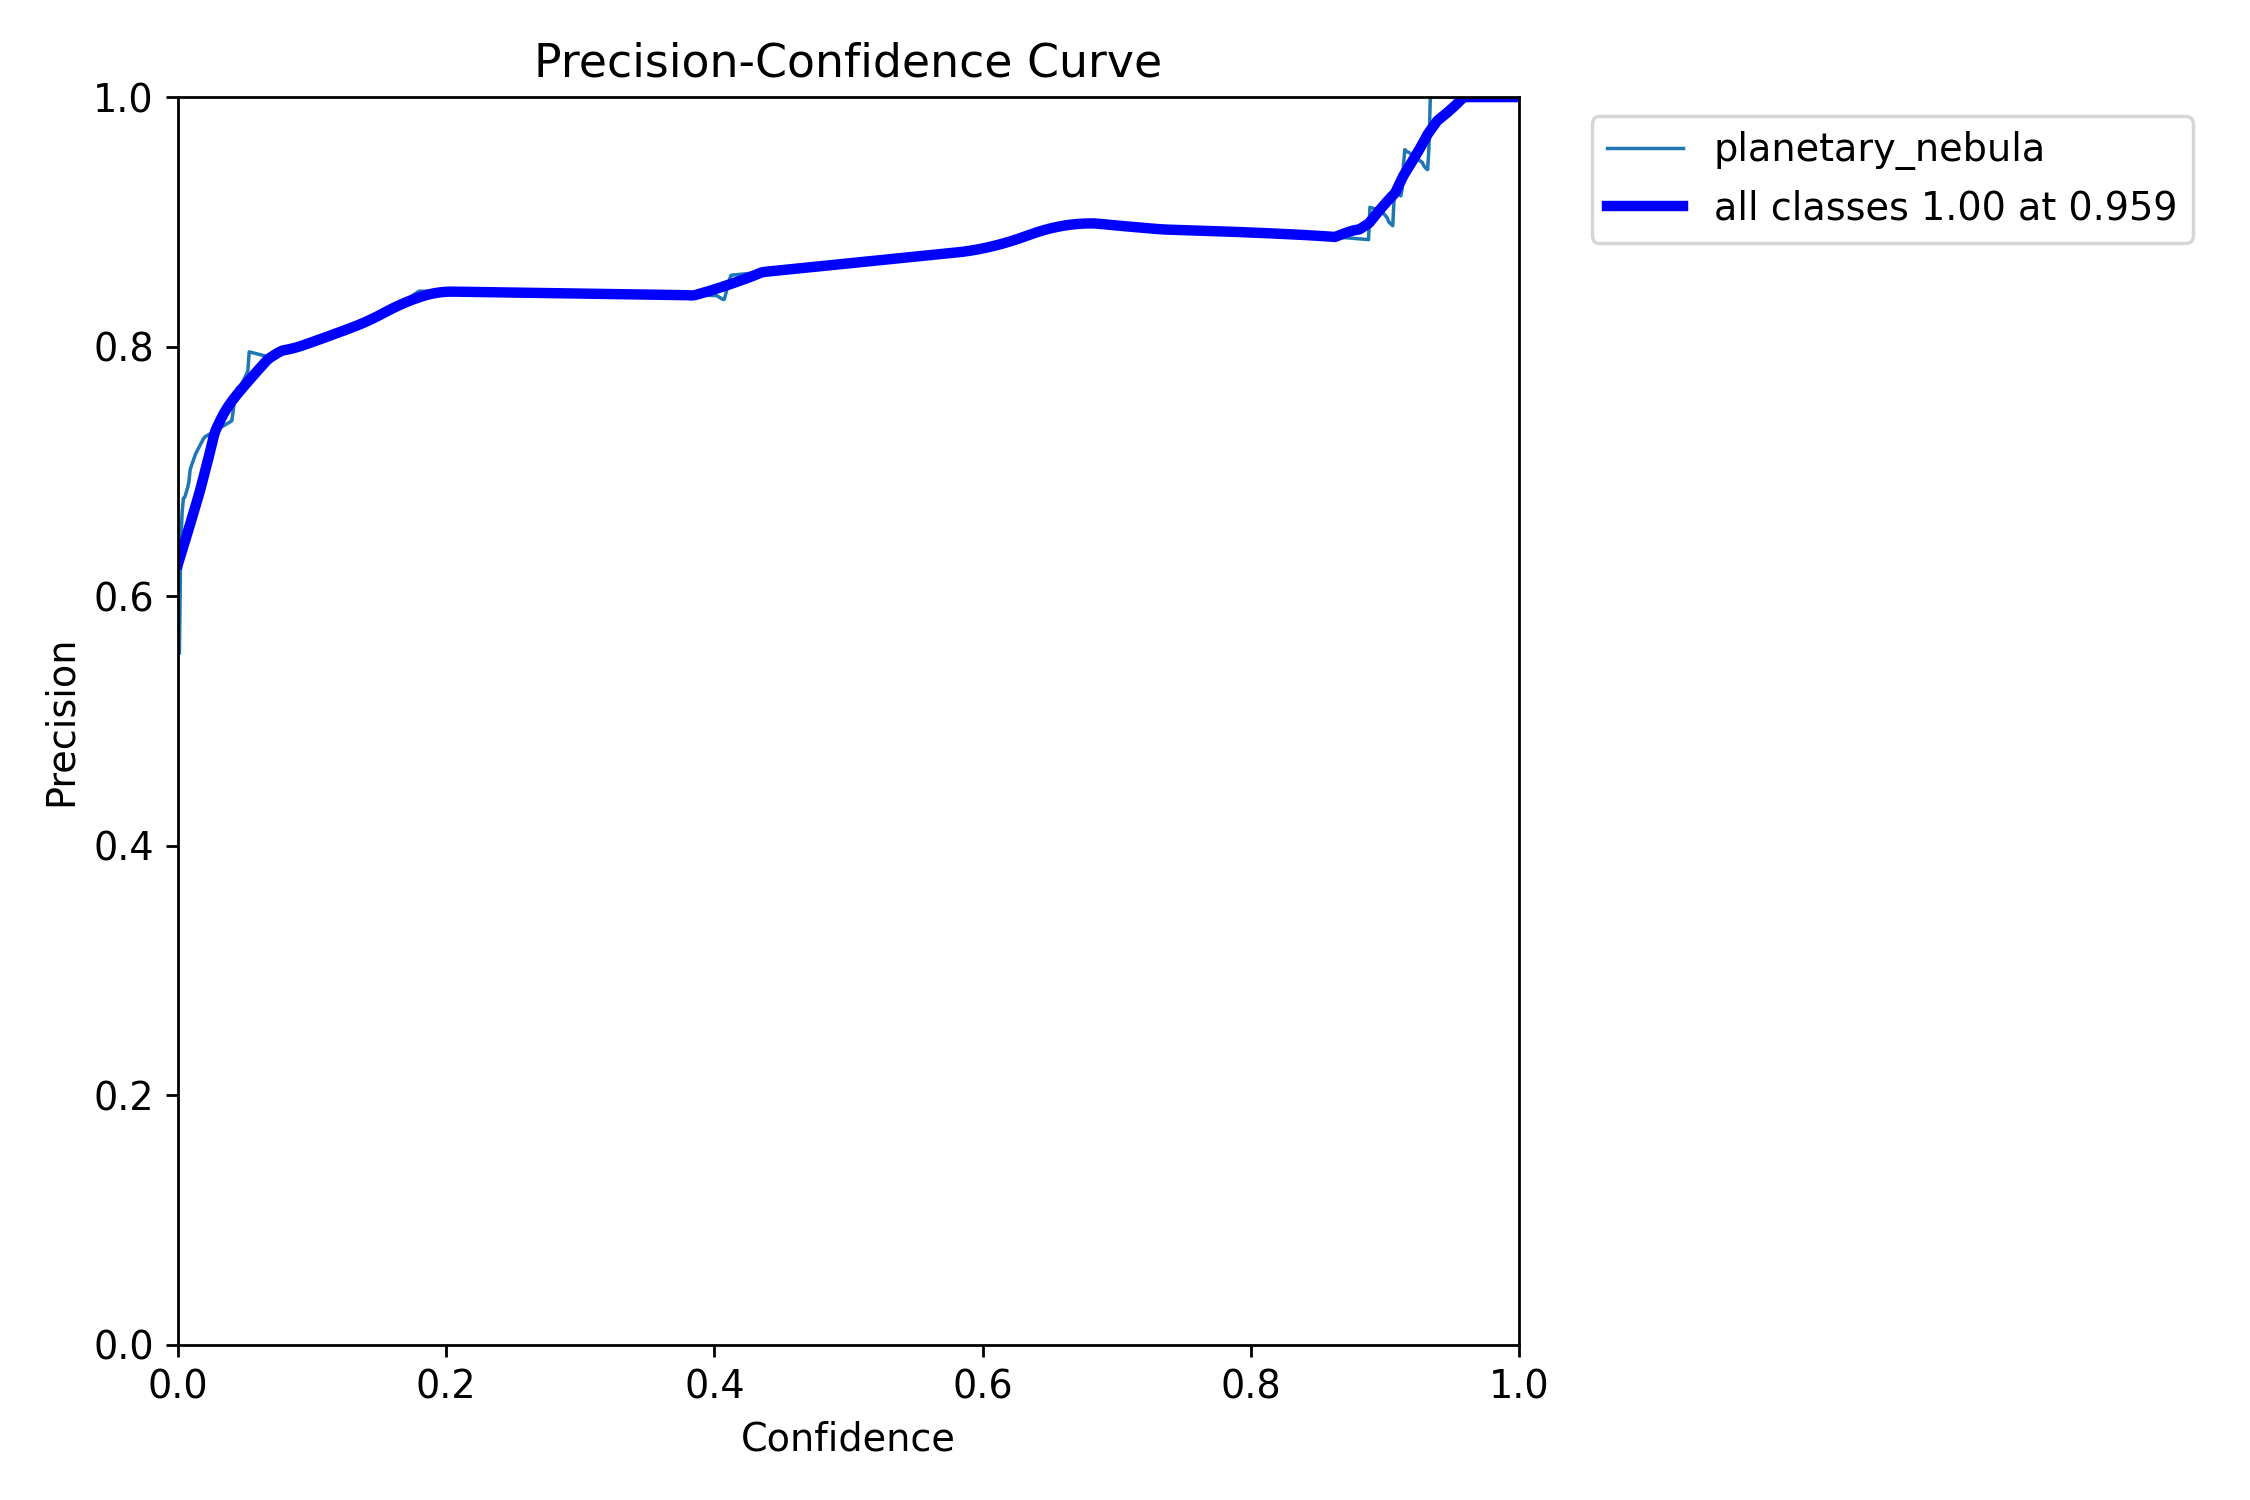 Precision-Confidence Curve
planetary_nebula
all classes 1.00 at 0.959
1.0
0.8
0.6
0.4
0.2
0.0
Precision
0.0 0.2 0.4 0.6 0.8 1.0
Confidence